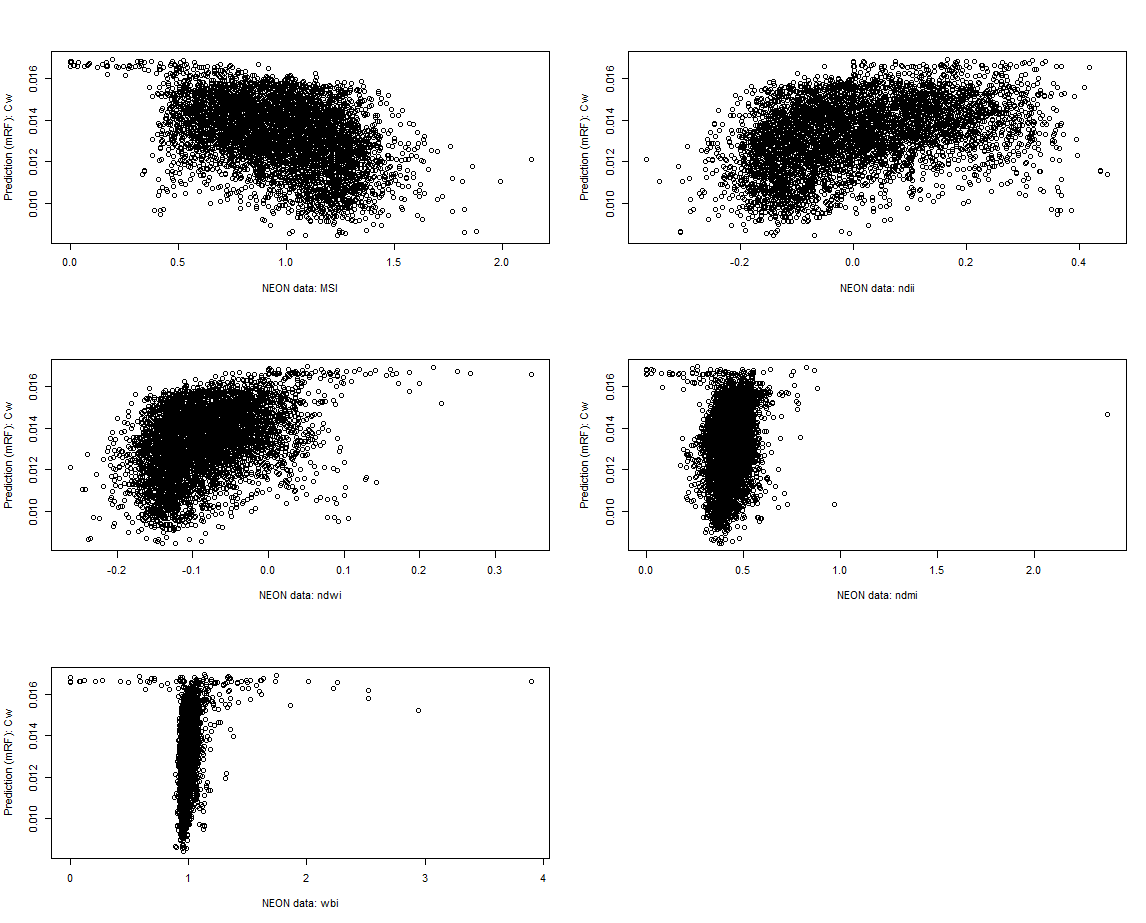 Prediction (mRF): Cw
0.010 0.012 0.014 0.016
0.0 0.5 1.0 1.5 2.0
NEON data: MSI
Prediction (mRF): Cw
0.010 0.012 0.014 0.016
-0.2 0.0 0.2 0.4
NEON data: ndii
Prediction (mRF): Cw
0.010 0.012 0.014 0.016
-0.2 -0.1 0.0 0.1 0.2 0.3
NEON data: ndwi
Prediction (mRF): Cw
0.010 0.012 0.014 0.016
0.0 0.5 1.0 1.5 2.0
NEON data: ndmi
Prediction (mRF): Cw
0.010 0.012 0.014 0.016
0 1 2 3 4
NEON data: wbi